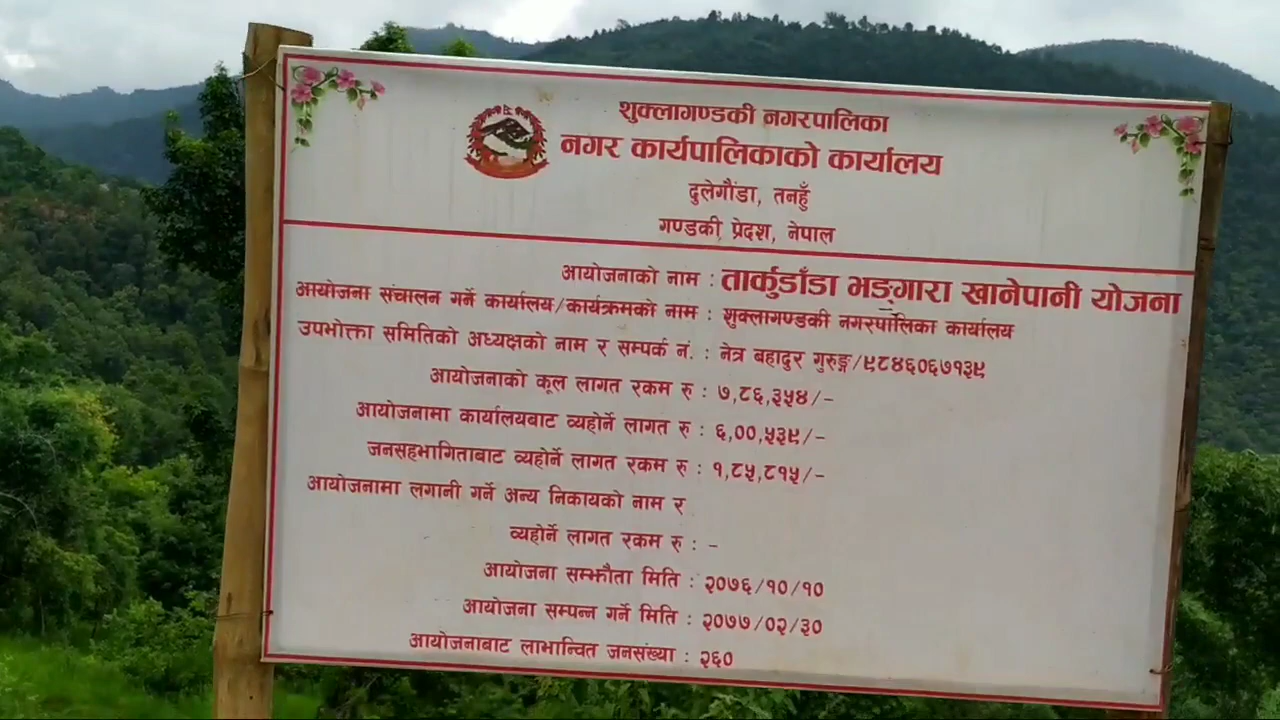 शुक्लागण्डकी नगरपालिका
नगर कार्यपालिकाको कार्यालय
दुलेगौंडा, तनहुँ
गण्डकी प्रेदश, नेपाल
आयोजनाको नाम : तार्कुडाँडा भङ्गारा खानेपानी योजना
आयोजना संचालन गर्ने कार्यालय/कार्यक्रमको नाम : शुक्लागण्डकी नगरपालिका कार्यालय
उपभोक्ता समितिको अध्यक्षको नाम र सम्पर्क नं. : नेत्र बहादुर गुरुङ्ग/९८४६०६७१३९
आयोजनाको कूल लागत रकम रु : ७,८६,३५४/-
आयोजनामा कार्यालयबाट व्यहोर्ने लागत रु : ६,००,५३९/-
जनसहभागिताबाट व्यहोर्ने लागत रकम रु : १,८५,८१५/-
आयोजनामा लगानी गर्ने अन्य निकायको नाम र
व्यहोर्ने लागत रकम रु : -
आयोजना सम्झौता मिति : २०७६/१०/१०
आयोजना सम्पन्न गर्ने मिति : २०७७/०२/३०
आयोजनाबाट लाभान्वित जनसंख्या : २६०